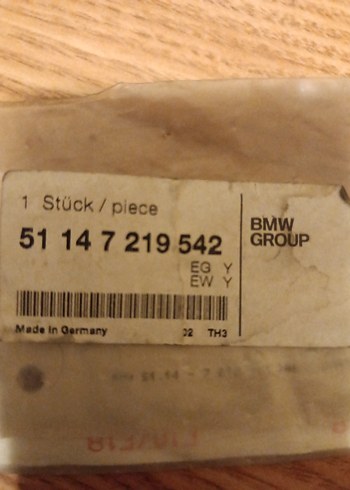 1 Stück / piece
51 14 7 219 542
EG Y
EW Y
Made in Germany 02 TH3
BMW
GROUP